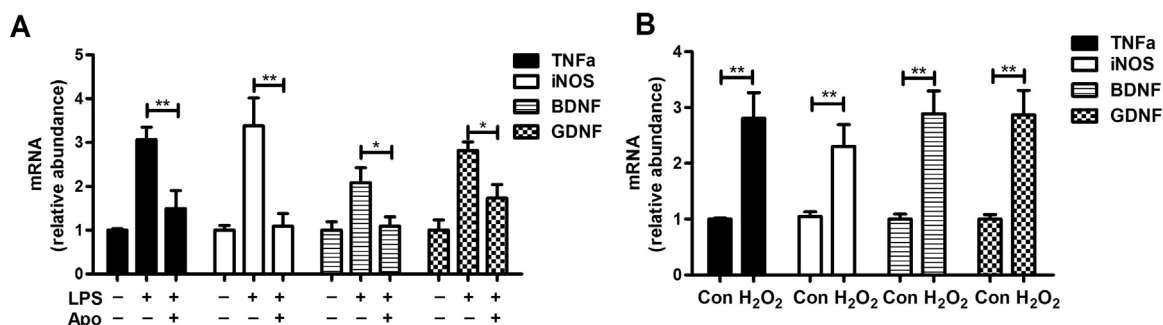 A
mRNA
(relative abundance)
5
4
3
2
1
0
** ** * *
TNFa
iNOS
BDNF
GDNF
LPS – + + – + + – + + – + +
Apo – – + – – + – – + – – +
B
mRNA
(relative abundance)
4
3
2
1
0
** ** ** **
TNFa
iNOS
BDNF
GDNF
Con H₂O₂ Con H₂O₂ Con H₂O₂ Con H₂O₂